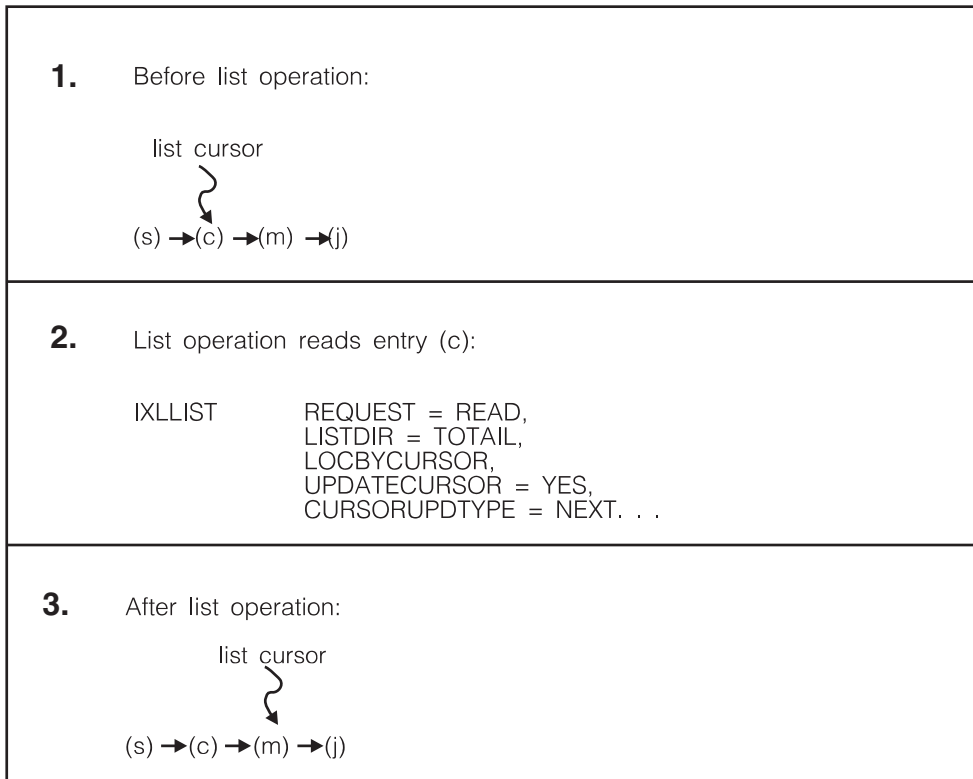 1. Before list operation:
list cursor
(s) →(c) →(m) →(j)
2. List operation reads entry (c):
IXLLIST REQUEST = READ,
LISTDIR = TOTAIL,
LOCBYCURSOR,
UPDATECURSOR = YES,
CURSORUPDTYPE = NEXT. . .
3. After list operation:
list cursor
(s) →(c) →(m) →(j)